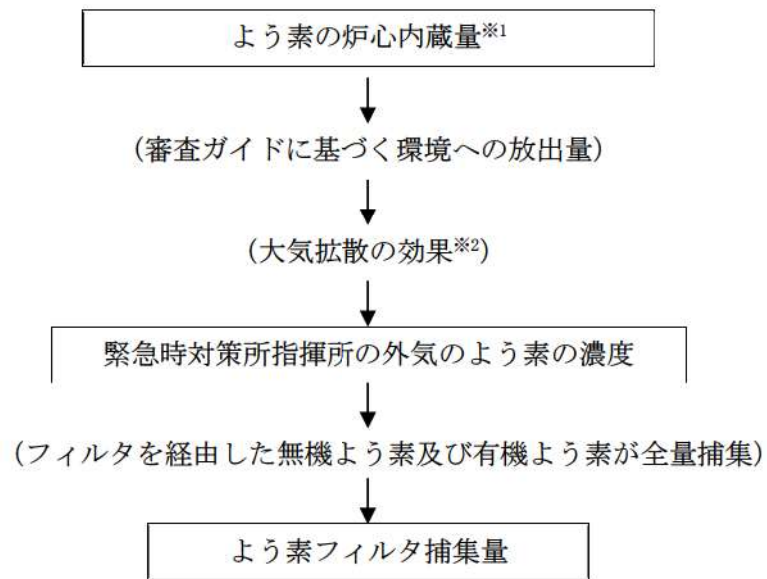 よう素の炉心内蔵量※1
(審査ガイドに基づく環境への放出量)
(大気拡散の効果※2)
緊急時対策所指揮所の外気のよう素の濃度
(フィルタを経由した無機よう素及び有機よう素が全量捕集)
よう素フィルタ捕集量